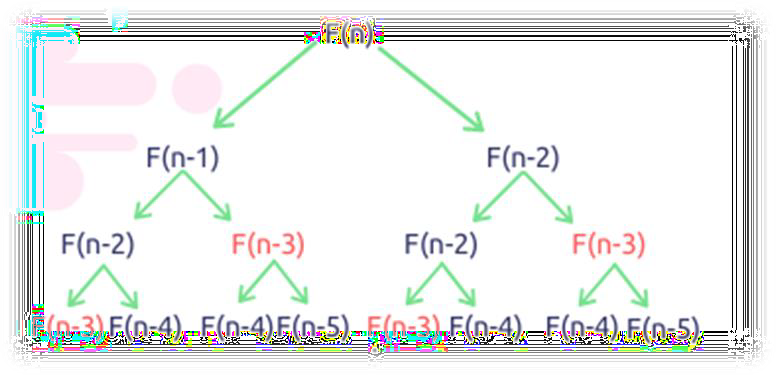 F(n)
F(n-1) F(n-2)
F(n-2) F(n-3) F(n-2) F(n-3)
F(n-3) F(n-4) F(n-4) F(n-5) F(n-3) F(n-4) F(n-4) F(n-5)